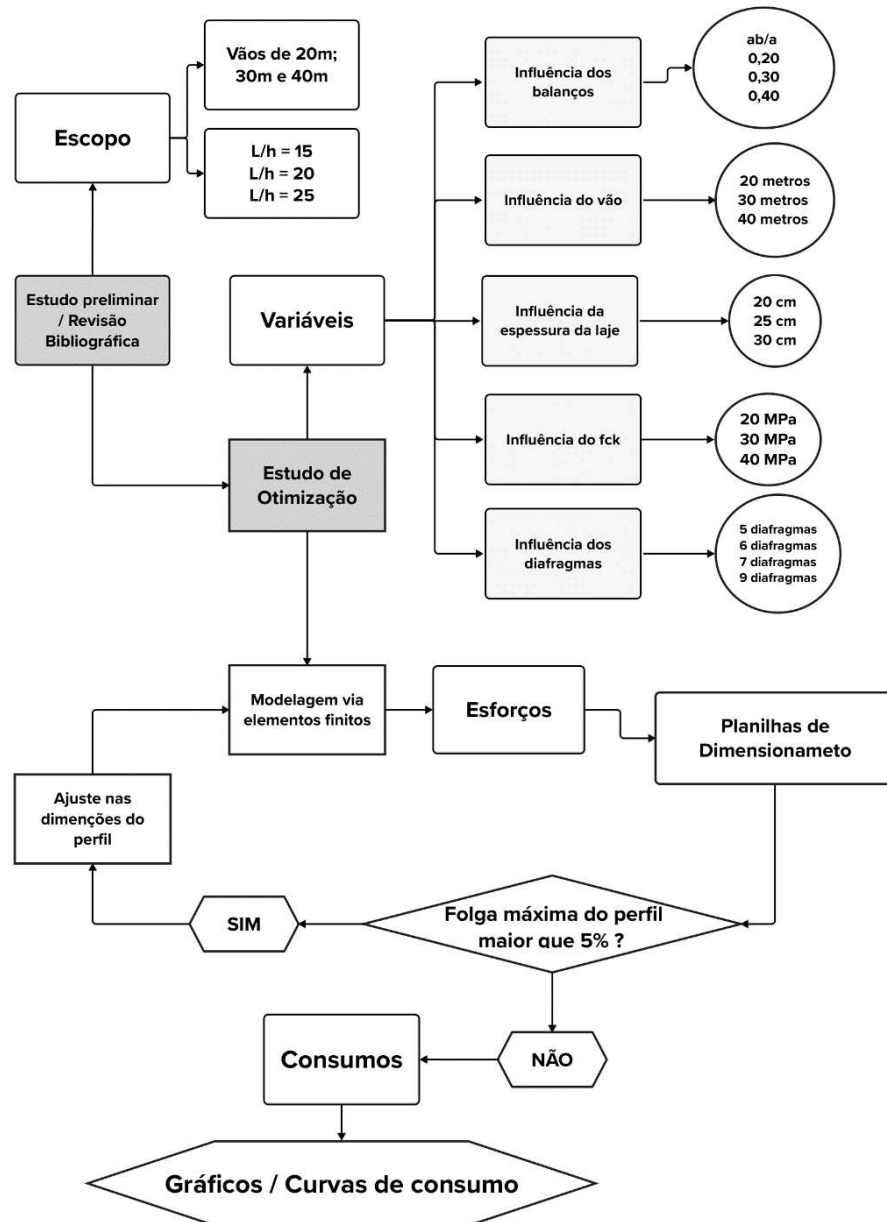 Vãos de 20m;
30m e 40m
Escopo
L/h = 15
L/h = 20
L/h = 25
Estudo preliminar
/ Revisão
Bibliográfica
Variáveis
Estudo de
Otimização
Influência dos
balanços
ab/a
0,20
0,30
0,40
Influência do vão
20 metros
30 metros
40 metros
Influência da
espessura da laje
20 cm
25 cm
30 cm
Influência do fck
20 MPa
30 MPa
40 MPa
Influência dos
diafragmas
5 diafragmas
6 diafragmas
7 diafragmas
9 diafragmas
Modelagem via
elementos finitos
Esforços
Planilhas de
Dimensionameto
Ajuste nas
dimenções do
perfil
SIM
Folga máxima do perfil
maior que 5% ?
NÃO
Consumos
Gráficos / Curvas de consumo